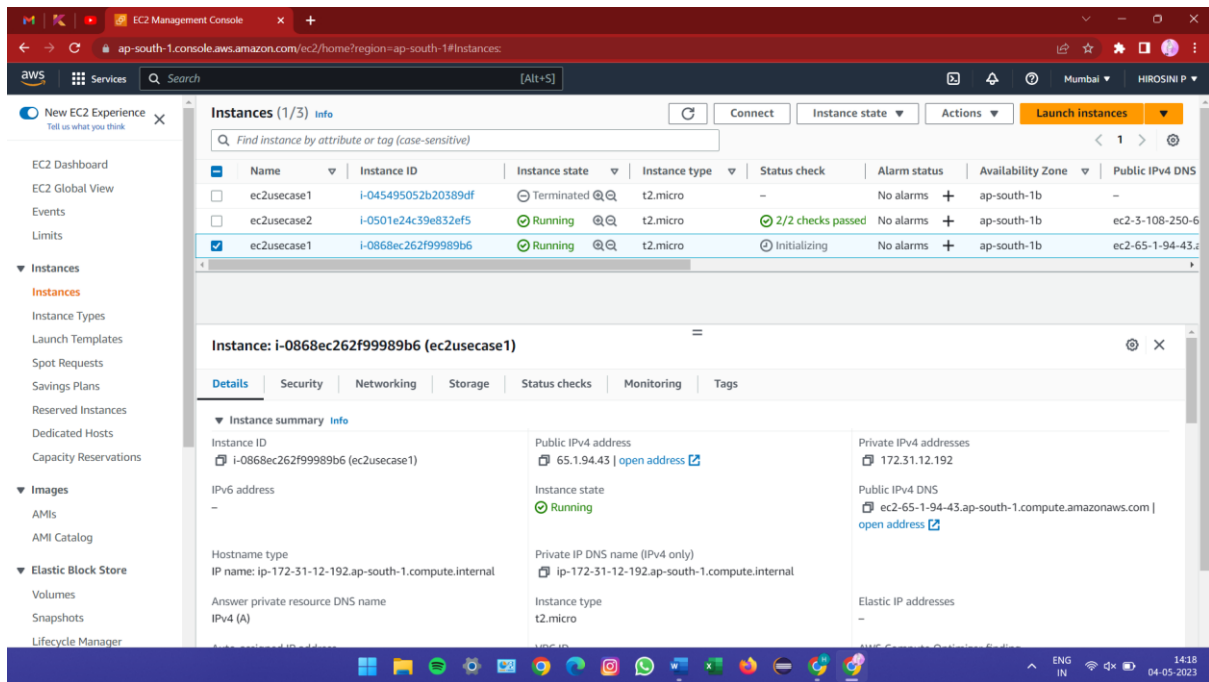 EC2 Management Console
ap-south-1.console.aws.amazon.com/ec2/home?region=ap-south-1#Instances:
aws Services Search [Alt+S] Mumbai HIROSINI P
New EC2 Experience
Tell us what you think
EC2 Dashboard
EC2 Global View
Events
Limits
Instances
Instances
Instance Types
Launch Templates
Spot Requests
Savings Plans
Reserved Instances
Dedicated Hosts
Capacity Reservations
Images
AMIs
AMI Catalog
Elastic Block Store
Volumes
Snapshots
Lifecycle Manager
Instances (1/3) Info Connect Instance state Actions Launch instances
Find instance by attribute or tag (case-sensitive) 1
Name Instance ID Instance state Instance type Status check Alarm status Availability Zone Public IPv4 DNS
ec2usecase1 i-045495052b20389df Terminated t2.micro – No alarms + ap-south-1b –
ec2usecase2 i-0501e24c39e832ef5 Running t2.micro 2/2 checks passed No alarms + ap-south-1b ec2-3-108-250-6
ec2usecase1 i-0868ec262f99989b6 Running t2.micro Initializing No alarms + ap-south-1b ec2-65-1-94-43.a
Instance: i-0868ec262f99989b6 (ec2usecase1)
Details Security Networking Storage Status checks Monitoring Tags
Instance summary Info
Instance ID Public IPv4 address Private IPv4 addresses
i-0868ec262f99989b6 (ec2usecase1) 65.1.94.43 | open address 172.31.12.192
IPv6 address Instance state Public IPv4 DNS
– Running ec2-65-1-94-43.ap-south-1.compute.amazonaws.com |
open address
Hostname type Private IP DNS name (IPv4 only)
IP name: ip-172-31-12-192.ap-south-1.compute.internal ip-172-31-12-192.ap-south-1.compute.internal
Answer private resource DNS name Instance type Elastic IP addresses
IPv4 (A) t2.micro –
ENG 14:18
IN 04-05-2023